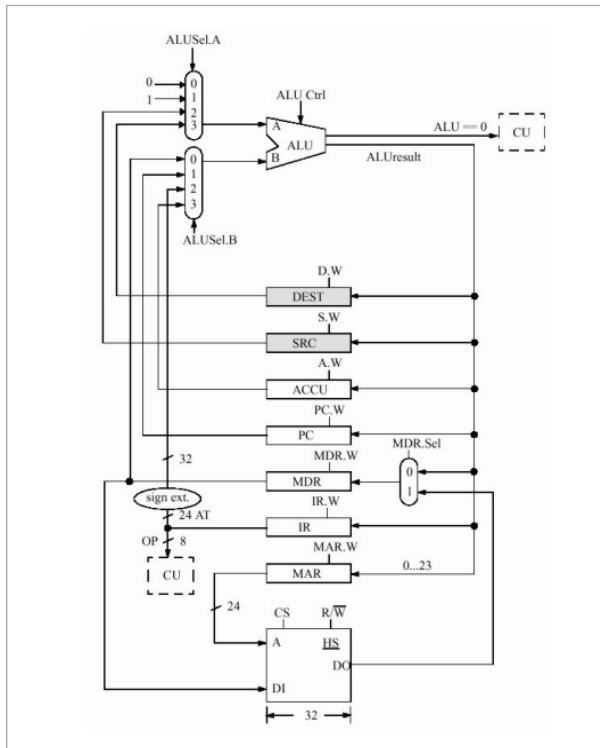 ALUSel.A
0
1
0
1
2
3
ALU Ctrl
A
B
ALU
ALU == 0
CU
ALUresult
0
1
2
3
ALUSel.B
D.W
DEST
S.W
SRC
A.W
ACCU
PC.W
PC
MDR.W
MDR.Sel
MDR
0
1
32
sign ext.
24 AT
IR.W
IR
OP
8
CU
MAR.W
MAR
0...23
24
CS
R/W
A
HS
DO
DI
32